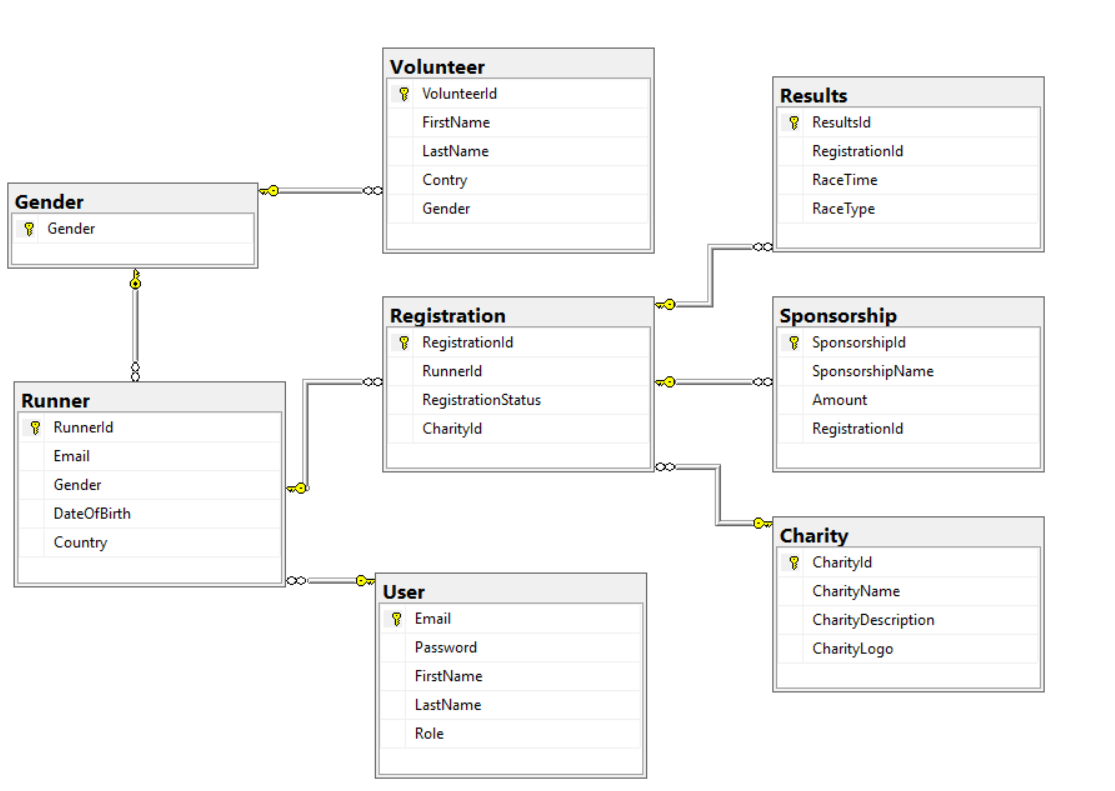 Volunteer
VolunteerId
FirstName
LastName
Contry
Gender
Results
ResultsId
RegistrationId
RaceTime
RaceType
Gender
Gender
Registration
RegistrationId
RunnerId
RegistrationStatus
CharityId
Sponsorship
SponsorshipId
SponsorshipName
Amount
RegistrationId
Runner
RunnerId
Email
Gender
DateOfBirth
Country
Charity
CharityId
CharityName
CharityDescription
CharityLogo
User
Email
Password
FirstName
LastName
Role